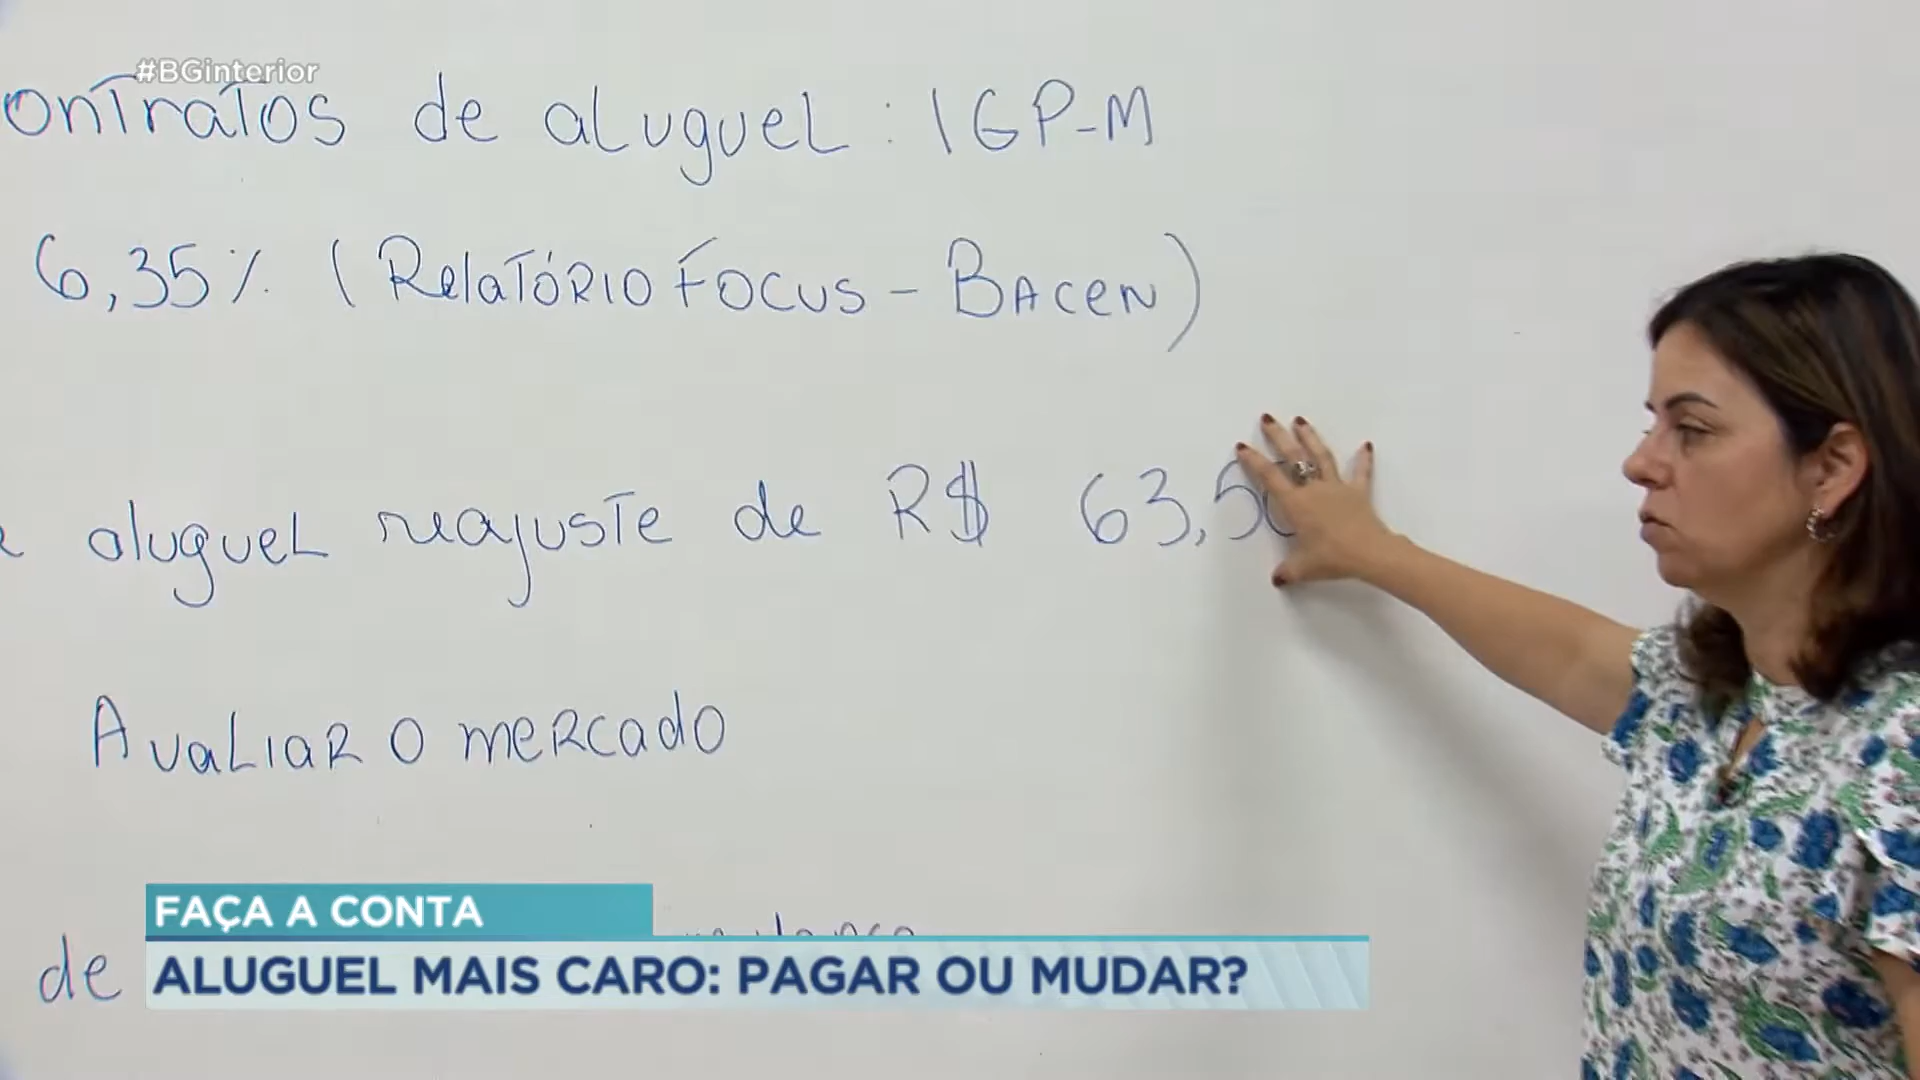 #BGinterior
ontratos de aluguel: IGP-M
6,35% (Relatório Focus - Bacen)
aluguel reajuste de R$ 63,50
Avaliar o mercado
FAÇA A CONTA
de
ALUGUEL MAIS CARO: PAGAR OU MUDAR?